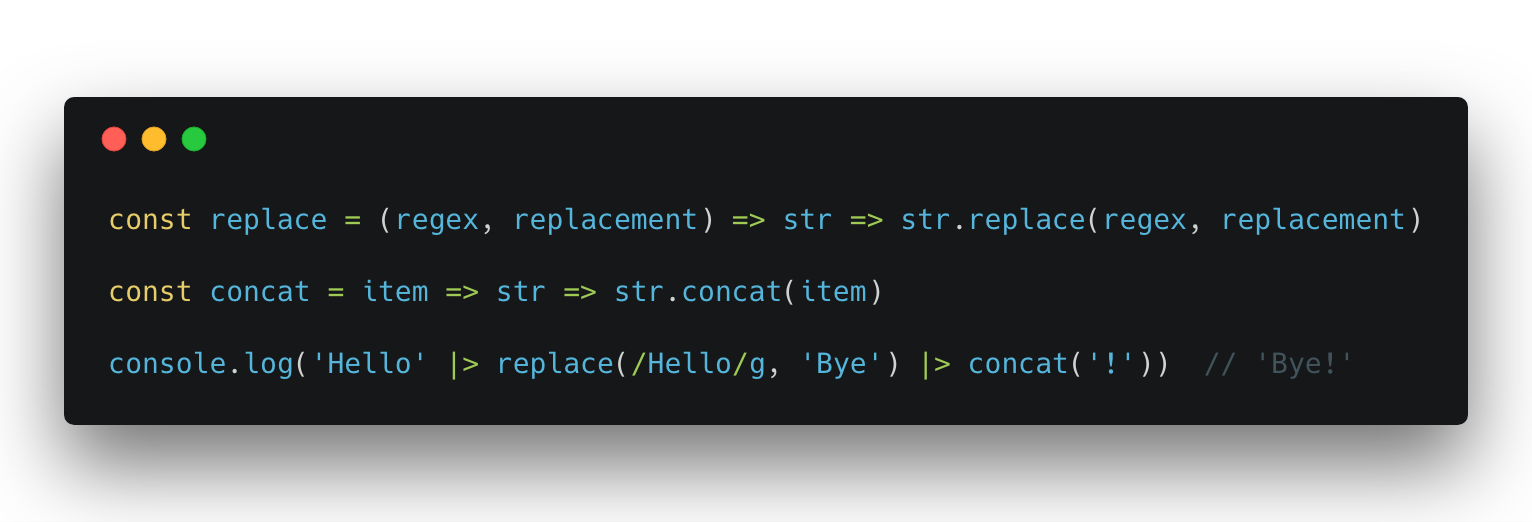 const replace = (regex, replacement) => str => str.replace(regex, replacement)
const concat = item => str => str.concat(item)
console.log('Hello' |> replace(/Hello/g, 'Bye') |> concat('!'))  // 'Bye!'